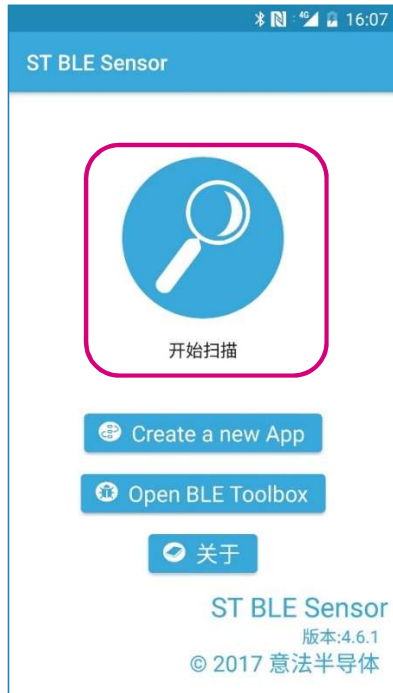 4G 16:07
ST BLE Sensor
开始扫描
Create a new App
Open BLE Toolbox
关于
ST BLE Sensor
版本:4.6.1
© 2017 意法半导体